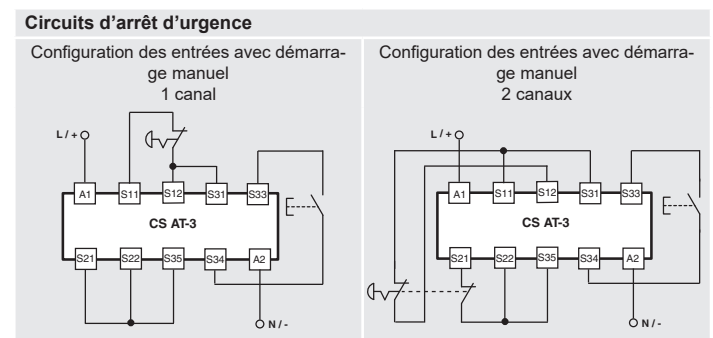 Circuits d’arrêt d’urgence
Configuration des entrées avec démarra-
ge manuel
1 canal
L / +
A1 S11 S12 S31 S33
CS AT-3
S21 S22 S35 S34 A2
N / -
Configuration des entrées avec démarra-
ge manuel
2 canaux
L / +
A1 S11 S12 S31 S33
CS AT-3
S21 S22 S35 S34 A2
N / -